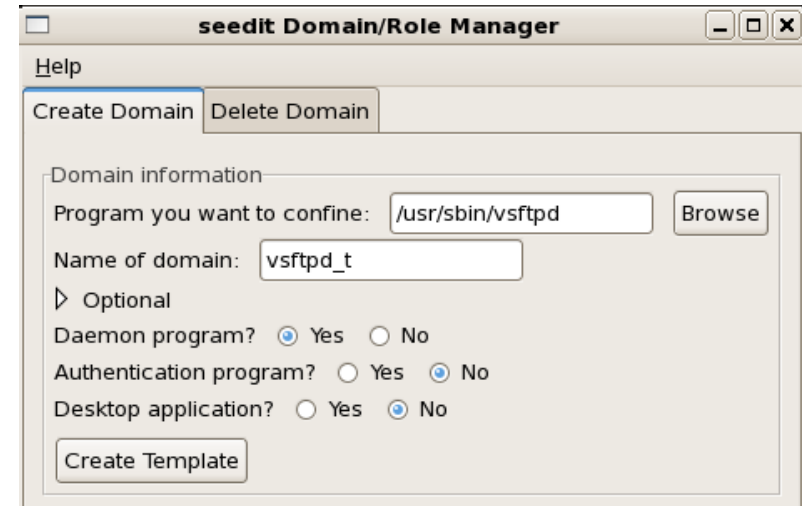 seedit Domain/Role Manager
Help
Create Domain Delete Domain
Domain information
Program you want to confine: /usr/sbin/vsftpd Browse
Name of domain: vsftpd_t
Optional
Daemon program? Yes No
Authentication program? Yes No
Desktop application? Yes No
Create Template